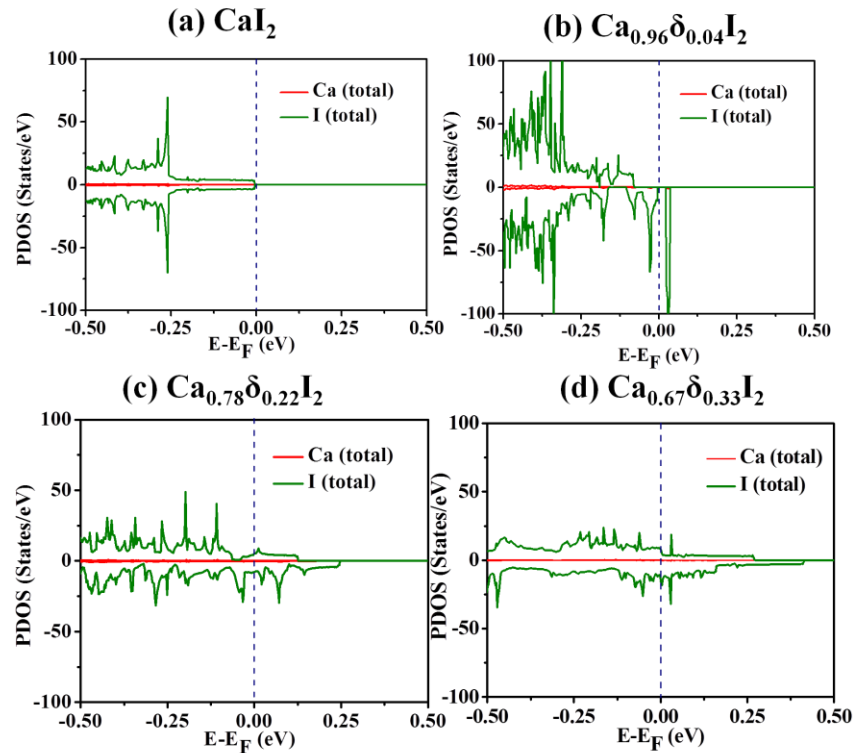 (a) CaI₂
PDOS (States/eV)
100
50
0
-50
-100
Ca (total)
I (total)
-0.50 -0.25 0.00 0.25 0.50
E-E_F (eV)
(b) Ca₀.₉₆δ₀.₀₄I₂
PDOS (States/eV)
100
50
0
-50
-100
Ca (total)
I (total)
-0.50 -0.25 0.00 0.25 0.50
E-E_F (eV)
(c) Ca₀.₇₈δ₀.₂₂I₂
PDOS (States/eV)
100
50
0
-50
-100
Ca (total)
I (total)
-0.50 -0.25 0.00 0.25 0.50
E-E_F (eV)
(d) Ca₀.₆₇δ₀.₃₃I₂
PDOS (States/eV)
100
50
0
-50
-100
Ca (total)
I (total)
-0.50 -0.25 0.00 0.25 0.50
E-E_F (eV)